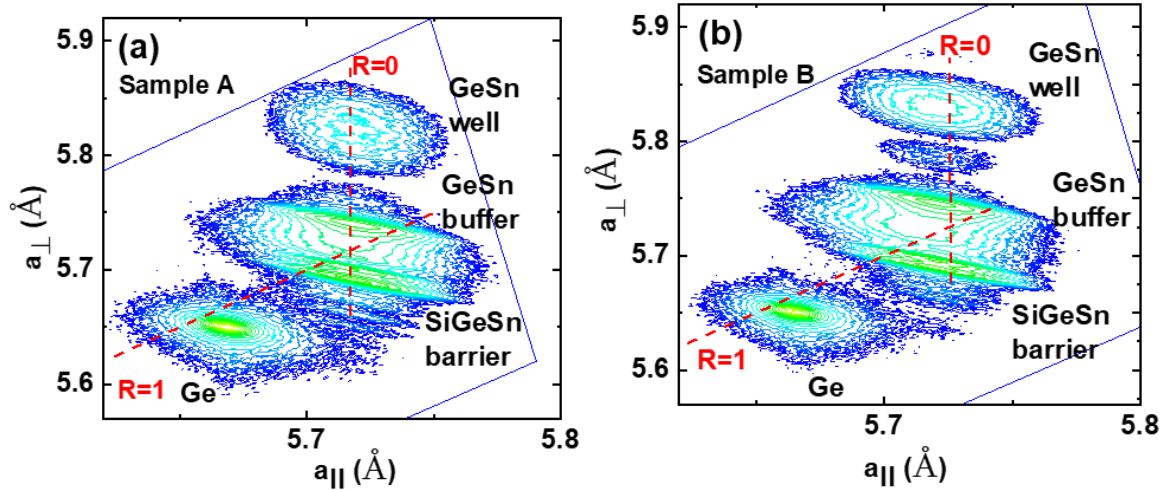 (a)
Sample A
R=0
GeSn
well
GeSn
buffer
SiGeSn
barrier
R=1
Ge
5.9
5.8
5.7
5.6
a⊥ (Å)
5.7
5.8
a|| (Å)
(b)
Sample B
R=0
GeSn
well
GeSn
buffer
SiGeSn
barrier
R=1
Ge
5.9
5.8
5.7
5.6
a⊥ (Å)
5.7
5.8
a|| (Å)